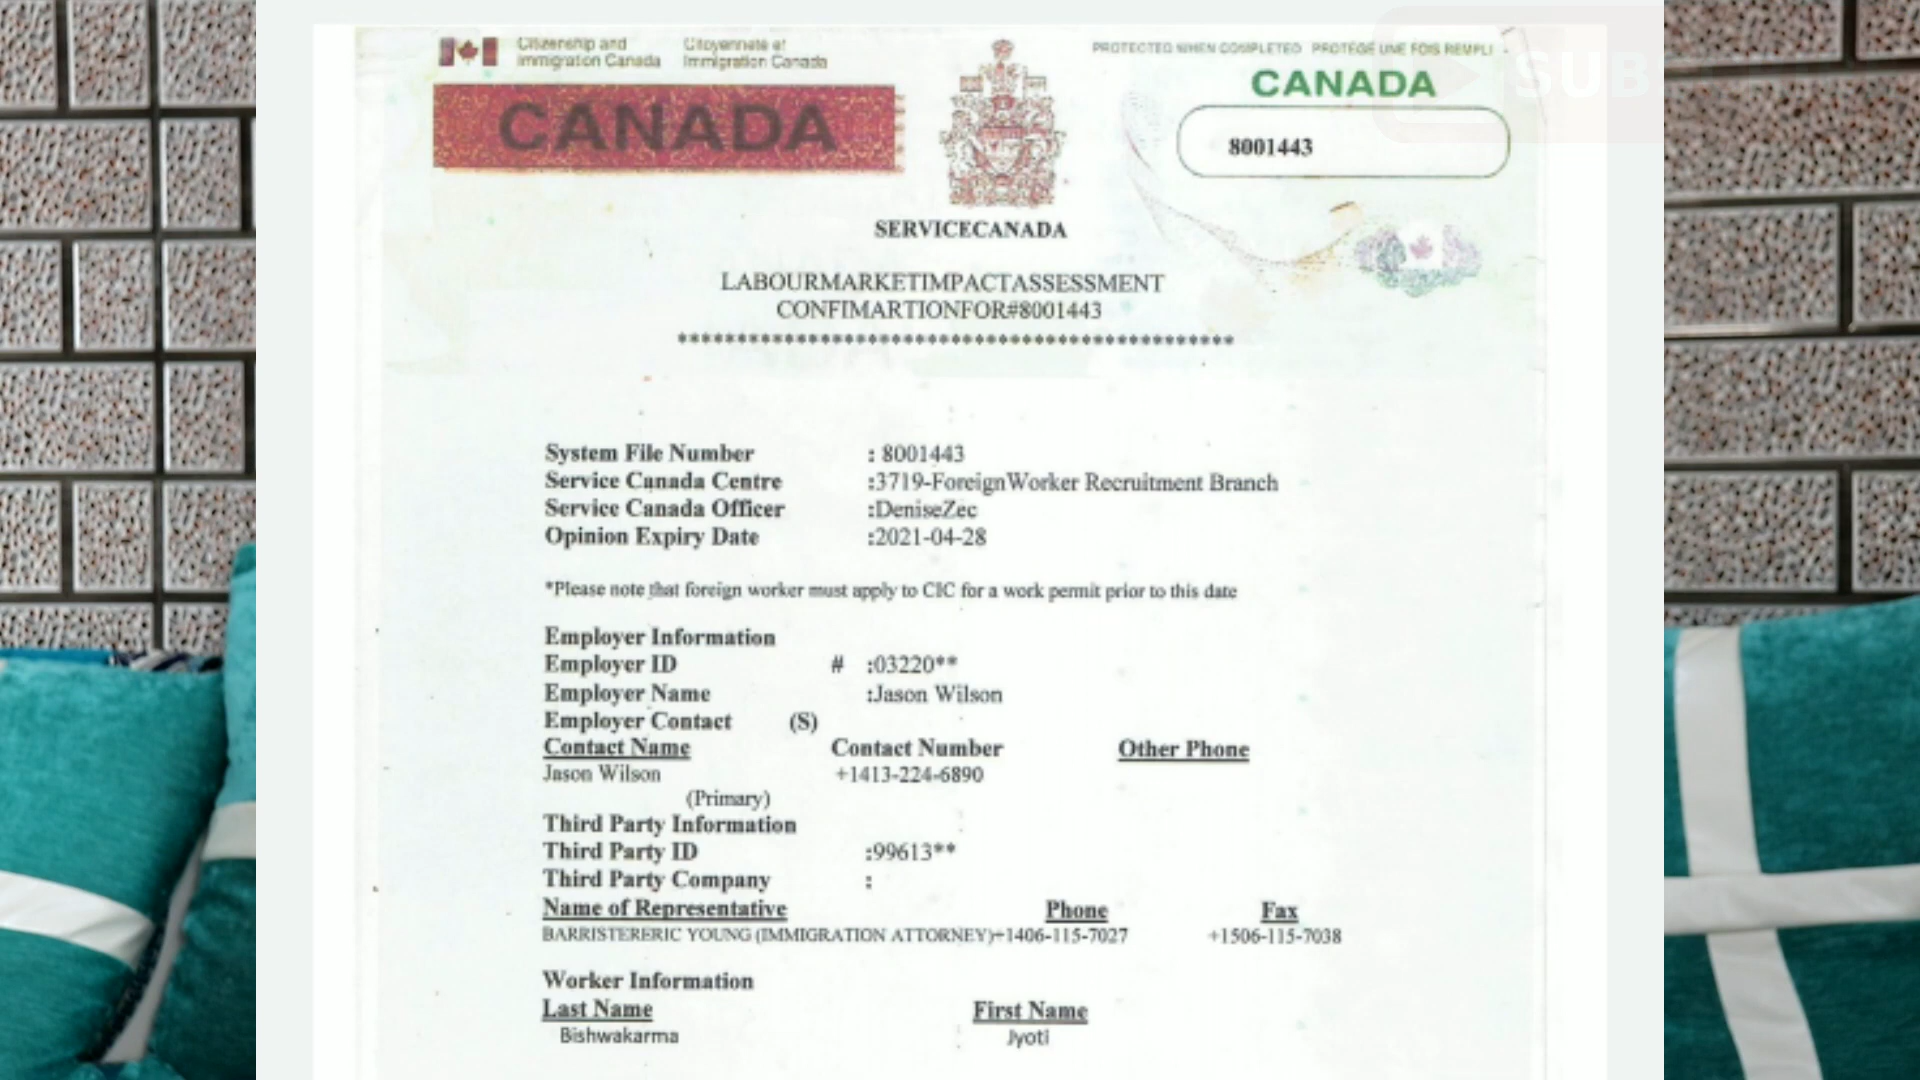 Citizenship and Immigration Canada
Citoyenneté et Immigration Canada
PROTECTED WHEN COMPLETED PROTÉGÉ UNE FOIS REMPLI
CANADA
CANADA
SUB
8001443
SERVICECANADA
LABOURMARKETIMPACTASSESSMENT
CONFIMARTIONFOR#8001443
**********************************************
System File Number : 8001443
Service Canada Centre :3719-ForeignWorker Recruitment Branch
Service Canada Officer :DeniseZec
Opinion Expiry Date :2021-04-28
*Please note that foreign worker must apply to CIC for a work permit prior to this date
Employer Information
Employer ID # :03220**
Employer Name :Jason Wilson
Employer Contact (S)
Contact Name Contact Number Other Phone
Jason Wilson +1413-224-6890
(Primary)
Third Party Information
Third Party ID :99613**
Third Party Company :
Name of Representative Phone Fax
BARRISTERERIC YOUNG (IMMIGRATION ATTORNEY)+1406-115-7027 +1506-115-7038
Worker Information
Last Name First Name
Bishwakarma Jyoti